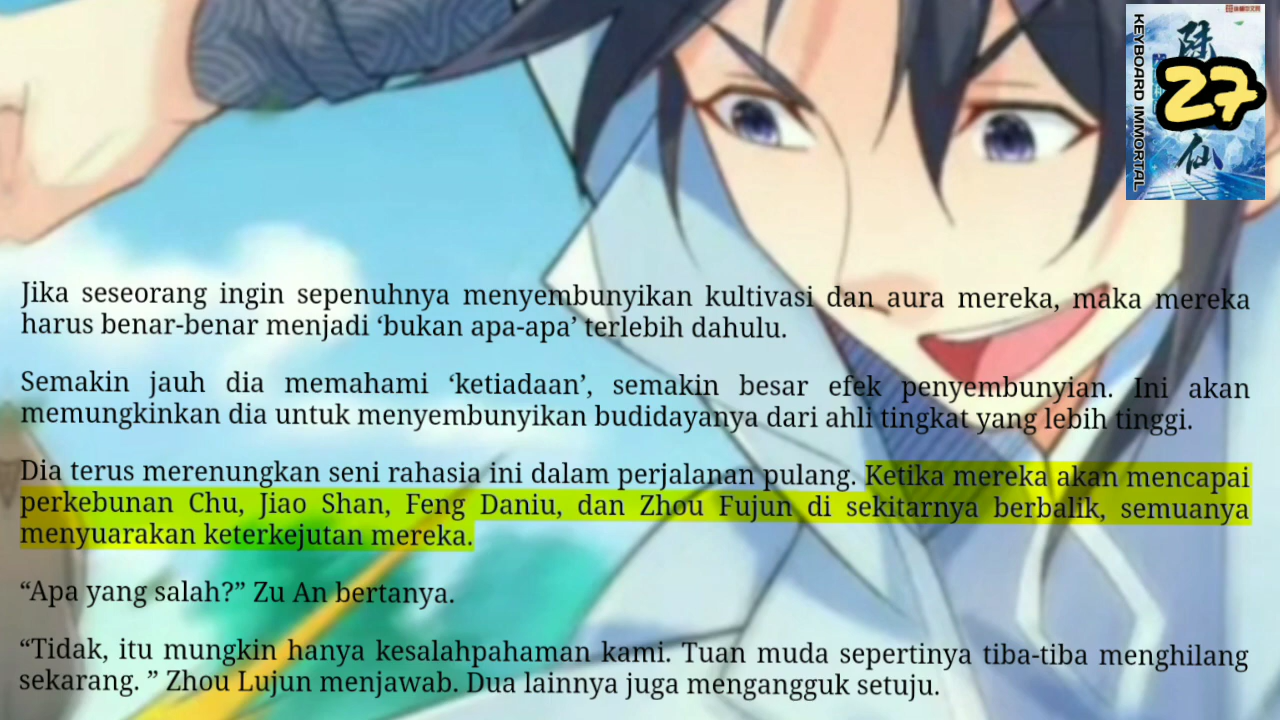 陆
27
仙
KEYBOARD IMMORTAL
Jika seseorang ingin sepenuhnya menyembunyikan kultivasi dan aura mereka, maka mereka
harus benar-benar menjadi ‘bukan apa-apa’ terlebih dahulu.
Semakin jauh dia memahami ‘ketiadaan’, semakin besar efek penyembunyian. Ini akan
memungkinkan dia untuk menyembunyikan budidayanya dari ahli tingkat yang lebih tinggi.
Dia terus merenungkan seni rahasia ini dalam perjalanan pulang. Ketika mereka akan mencapai
perkebunan Chu, Jiao Shan, Feng Daniu, dan Zhou Fujun di sekitarnya berbalik, semuanya
menyuarakan keterkejutan mereka.
“Apa yang salah?” Zu An bertanya.
“Tidak, itu mungkin hanya kesalahpahaman kami. Tuan muda sepertinya tiba-tiba menghilang
sekarang. ” Zhou Lujun menjawab. Dua lainnya juga mengangguk setuju.